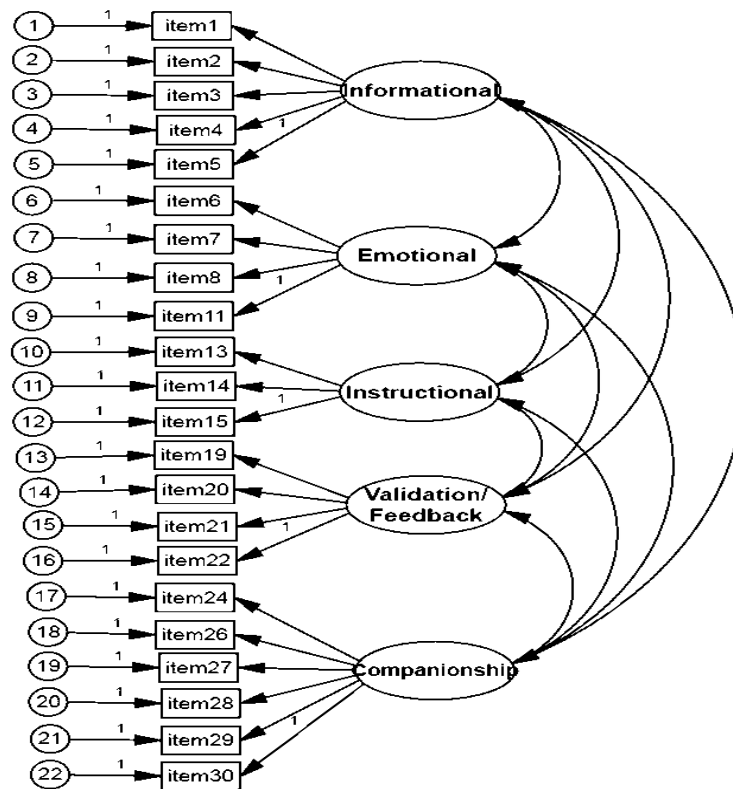 1 1 item1
2 1 item2
3 1 item3
4 1 item4
5 1 item5
Informational
1
6 1 item6
7 1 item7
8 1 item8
9 1 item11
Emotional
1
10 1 item13
11 1 item14
12 1 item15
Instructional
1
13 1 item19
14 1 item20
15 1 item21
16 1 item22
Validation/
Feedback
1
17 1 item24
18 1 item26
19 1 item27
20 1 item28
21 1 item29
22 1 item30
Companionship
1